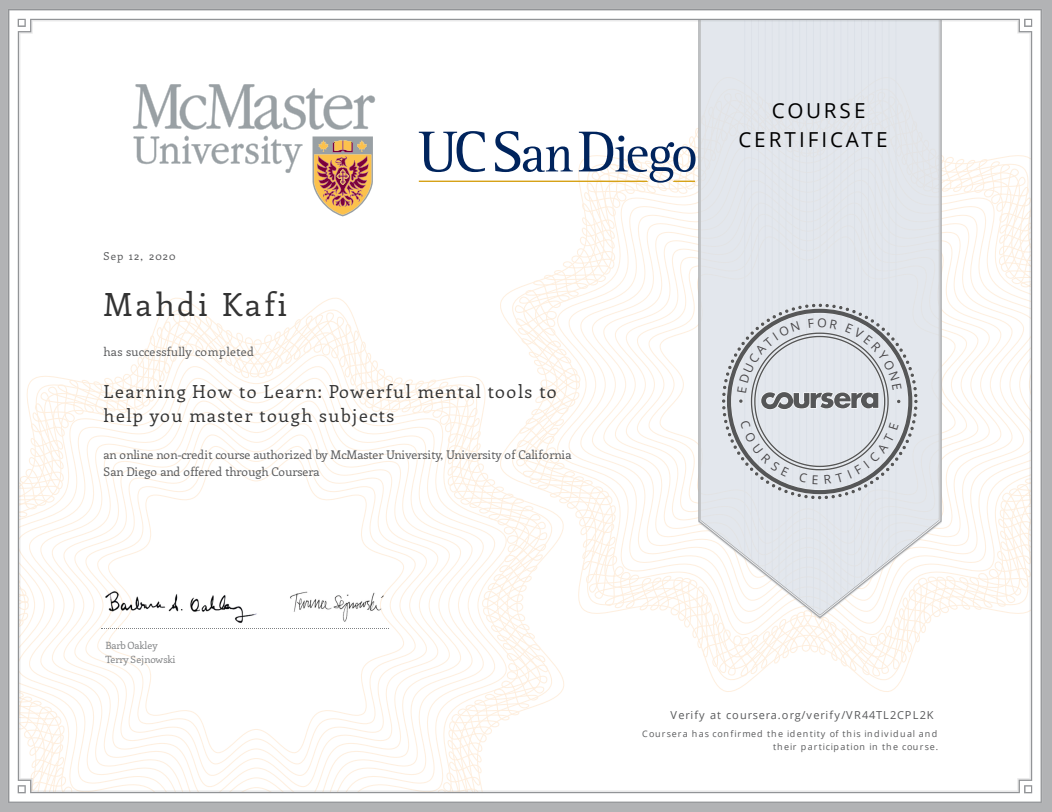 McMaster
University
UC San Diego
COURSE
CERTIFICATE
Sep 12, 2020
Mahdi Kafi
has successfully completed
Learning How to Learn: Powerful mental tools to
help you master tough subjects
an online non-credit course authorized by McMaster University, University of California
San Diego and offered through Coursera
EDUCATION FOR EVERYONE
coursera
COURSE CERTIFICATE
Barbara A. Oakley
Terrence Sejnowski
Barb Oakley
Terry Sejnowski
Verify at coursera.org/verify/VR44TL2CPL2K
Coursera has confirmed the identity of this individual and
their participation in the course.